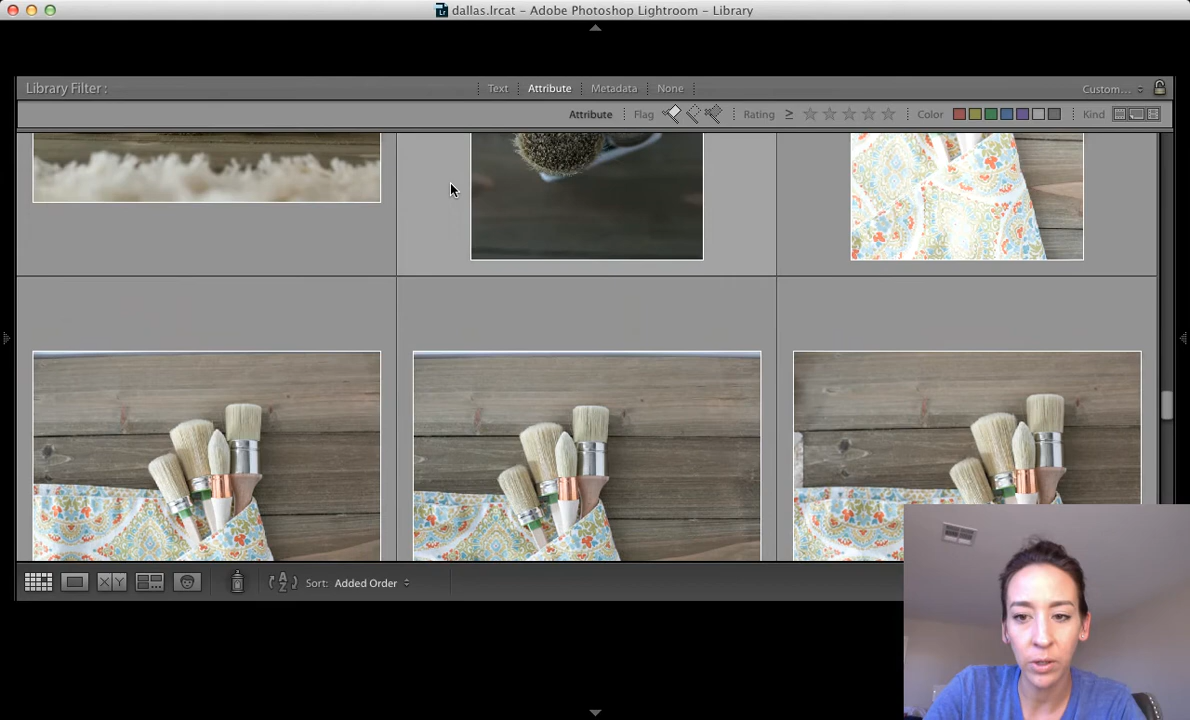 dallas.lrcat – Adobe Photoshop Lightroom – Library
Library Filter : Text Attribute Metadata None Custom...
Attribute Flag Rating ≥ Color Kind
XY A Z Sort: Added Order